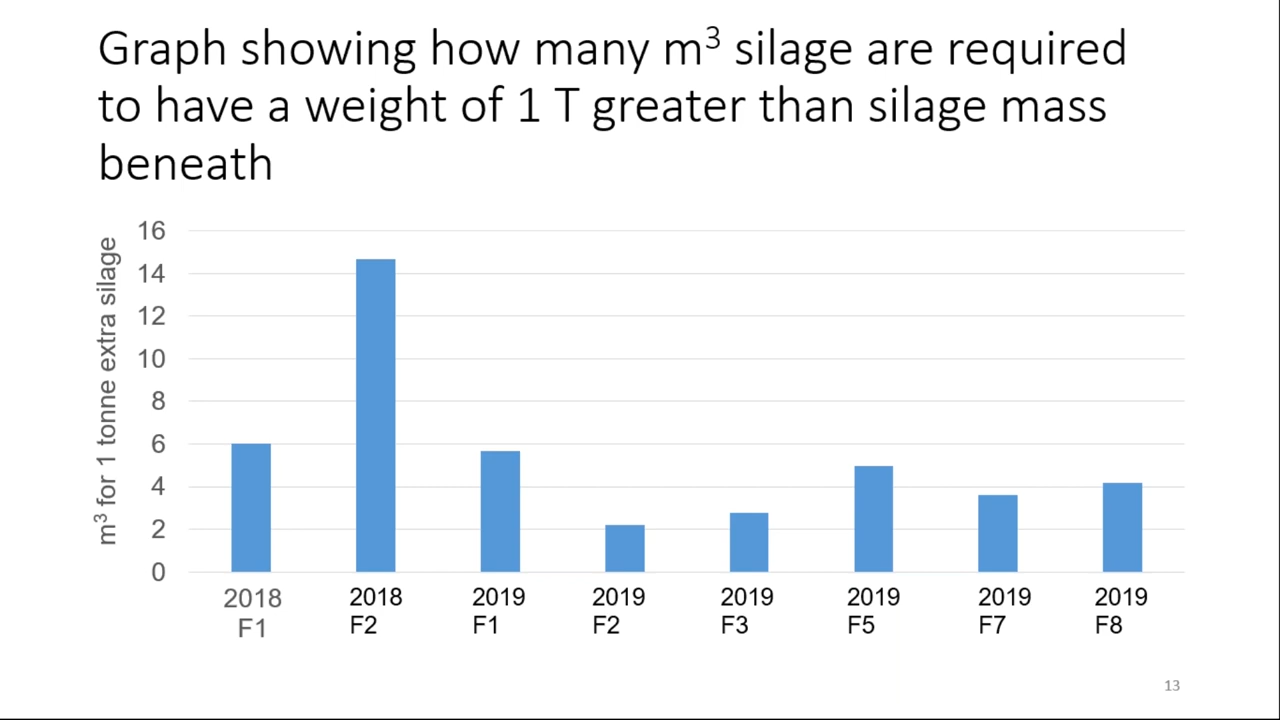 Graph showing how many m³ silage are required
to have a weight of 1 T greater than silage mass
beneath
m³ for 1 tonne extra silage
16
14
12
10
8
6
4
2
0
2018 2018 2019 2019 2019 2019 2019 2019
F1 F2 F1 F2 F3 F5 F7 F8
13